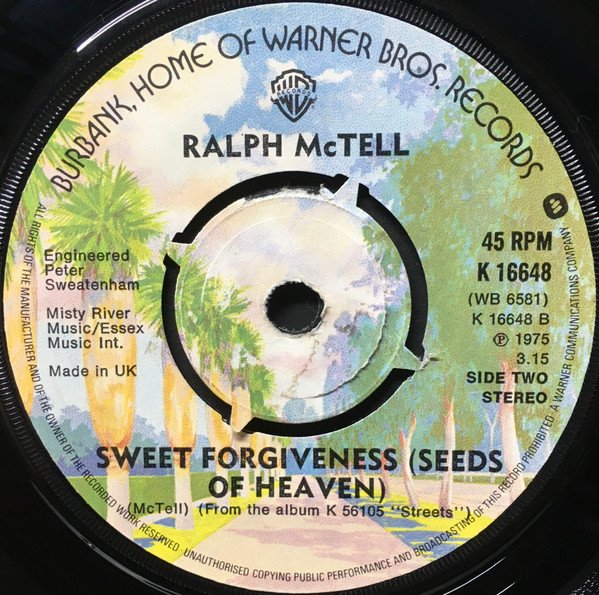 BURBANK, HOME OF WARNER BROS. RECORDS
WB
RECORDS
RALPH McTELL
Engineered
Peter
Sweatenham
Misty River
Music/Essex
Music Int.
Made in UK
45 RPM
K 16648
(WB 6581)
K 16648 B
℗ 1975
3.15
SIDE TWO
STEREO
SWEET FORGIVENESS (SEEDS
OF HEAVEN)
(McTell) (From the album K 56105 "Streets")
ALL RIGHTS OF THE MANUFACTURER AND OF THE OWNER OF THE RECORDED WORK RESERVED. UNAUTHORISED COPYING PUBLIC PERFORMANCE AND BROADCASTING OF THIS RECORD PROHIBITED. A WARNER COMMUNICATIONS COMPANY